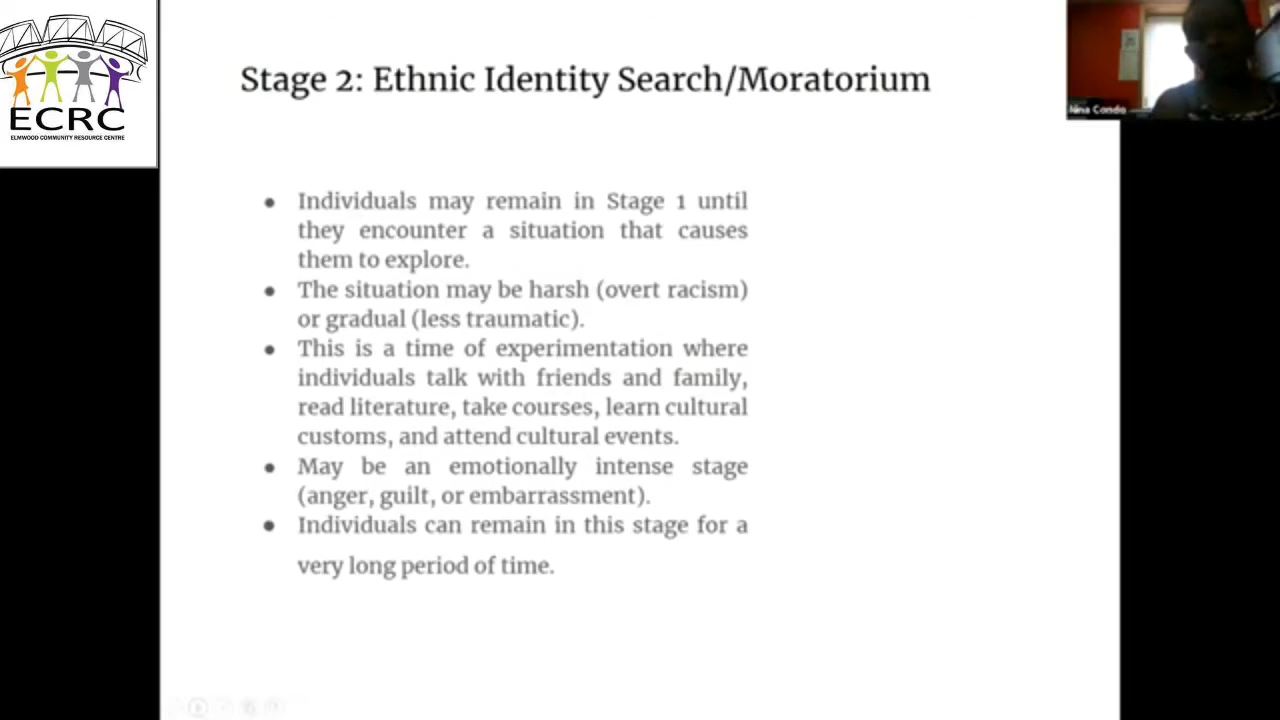 ECRC
ELMWOOD COMMUNITY RESOURCE CENTRE
Stage 2: Ethnic Identity Search/Moratorium
Nina Condo
● Individuals may remain in Stage 1 until
they encounter a situation that causes
them to explore.
● The situation may be harsh (overt racism)
or gradual (less traumatic).
● This is a time of experimentation where
individuals talk with friends and family,
read literature, take courses, learn cultural
customs, and attend cultural events.
● May be an emotionally intense stage
(anger, guilt, or embarrassment).
● Individuals can remain in this stage for a
very long period of time.